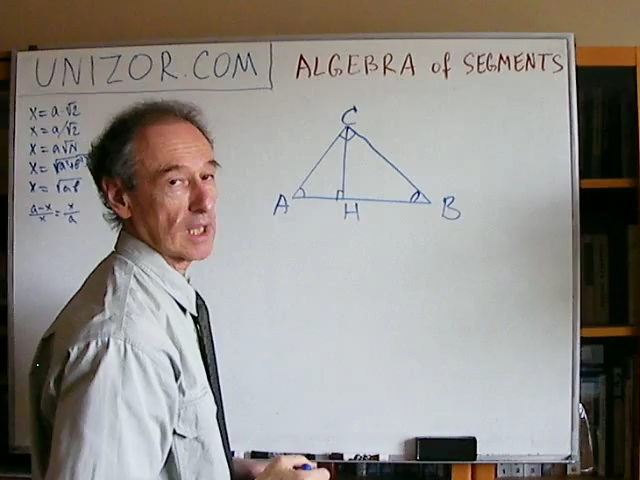 UNIZOR.COM
ALGEBRA of SEGMENTS
x = a√2
x = a/√2
x = a√N
x = √(a²+b²)
x = √ab
(a-x)/x = x/a
C
A
H
B